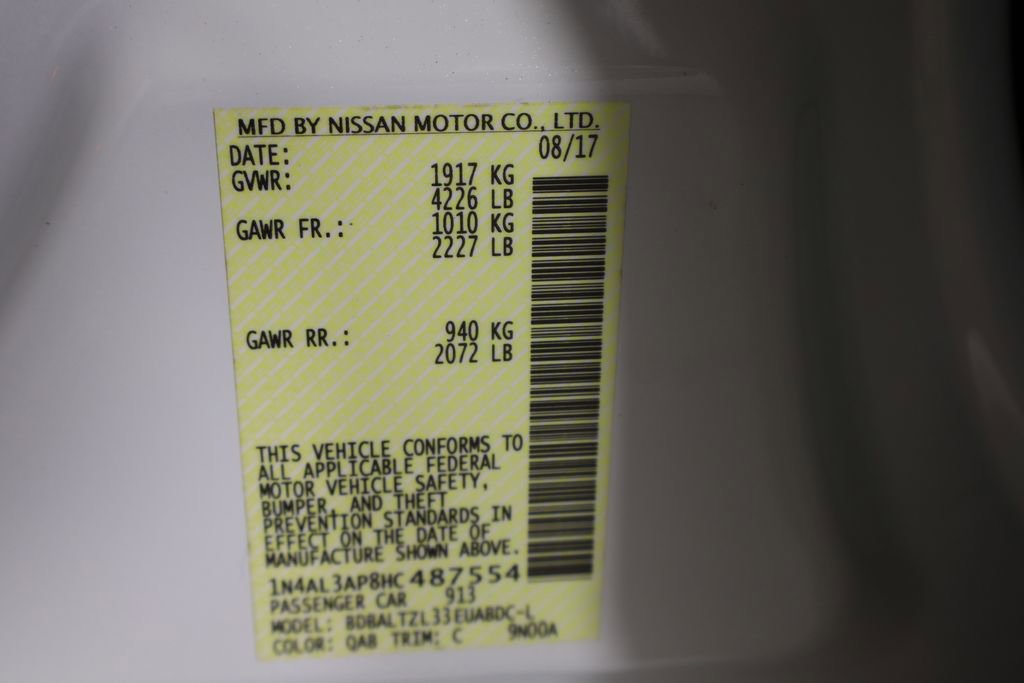 MFD BY NISSAN MOTOR CO., LTD.
DATE: 08/17
GVWR: 1917 KG
4226 LB
GAWR FR.: 1010 KG
2227 LB
GAWR RR.: 940 KG
2072 LB
THIS VEHICLE CONFORMS TO
ALL APPLICABLE FEDERAL
MOTOR VEHICLE SAFETY,
BUMPER, AND THEFT
PREVENTION STANDARDS IN
EFFECT ON THE DATE OF
MANUFACTURE SHOWN ABOVE.
1N4AL3AP8HC487554
PASSENGER CAR 913
MODEL: BDBALTZL33EUABDC-L
COLOR: QAB TRIM: C 9N00A